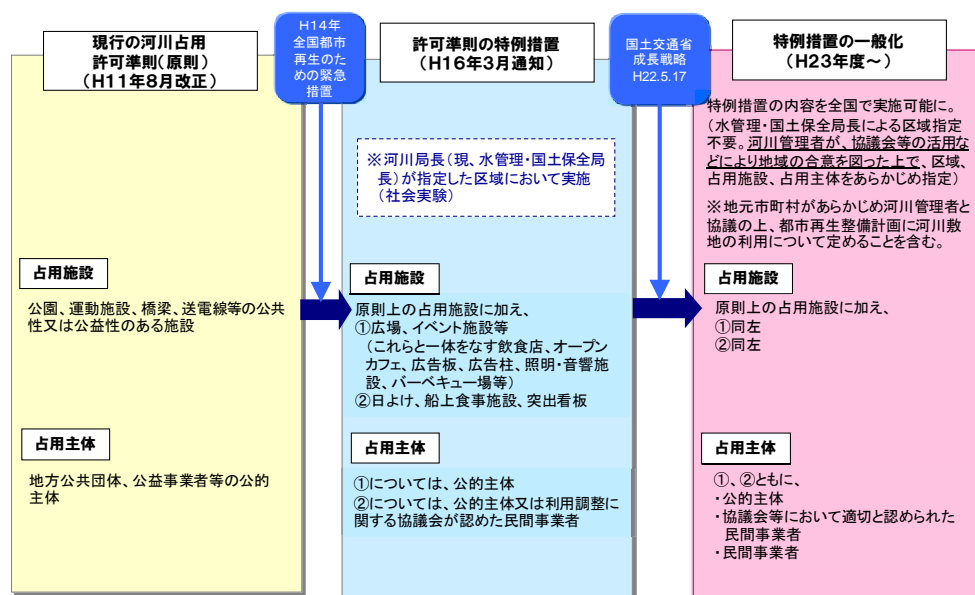 現行の河川占用
許可準則(原則)
(H11年8月改正)
公園、運動施設、橋梁、送電線等の公共
性又は公益性のある施設
占用施設
占用主体
地方公共団体、公益事業者等の公的
主体
H14年
全国都市
再生のた
めの緊急
措置
許可準則の特例措置
(H16年3月通知)
※河川局長(現、水管理・国土保全局
長)が指定した区域において実施
(社会実験)
占用施設
原則上の占用施設に加え、
①広場、イベント施設等
(これらと一体をなす飲食店、オープン
カフェ、広告板、広告柱、照明・音響施
設、バーベキュー場等)
②日よけ、船上食事施設、突出看板
占用主体
①については、公的主体
②については、公的主体又は利用調整に
関する協議会が認めた民間事業者
国土交通省
成長戦略
H22.5.17
特例措置の一般化
(H23年度~)
特例措置の内容を全国で実施可能に。
(水管理・国土保全局長による区域指定
不要。河川管理者が、協議会等の活用な
どにより地域の合意を図った上で、区域、
占用施設、占用主体をあらかじめ指定)
※地元市町村があらかじめ河川管理者と
協議の上、都市再生整備計画に河川敷
地の利用について定めることを含む。
占用施設
原則上の占用施設に加え、
①同左
②同左
占用主体
①、②ともに、
・公的主体
・協議会等において適切と認められた
民間事業者
・民間事業者